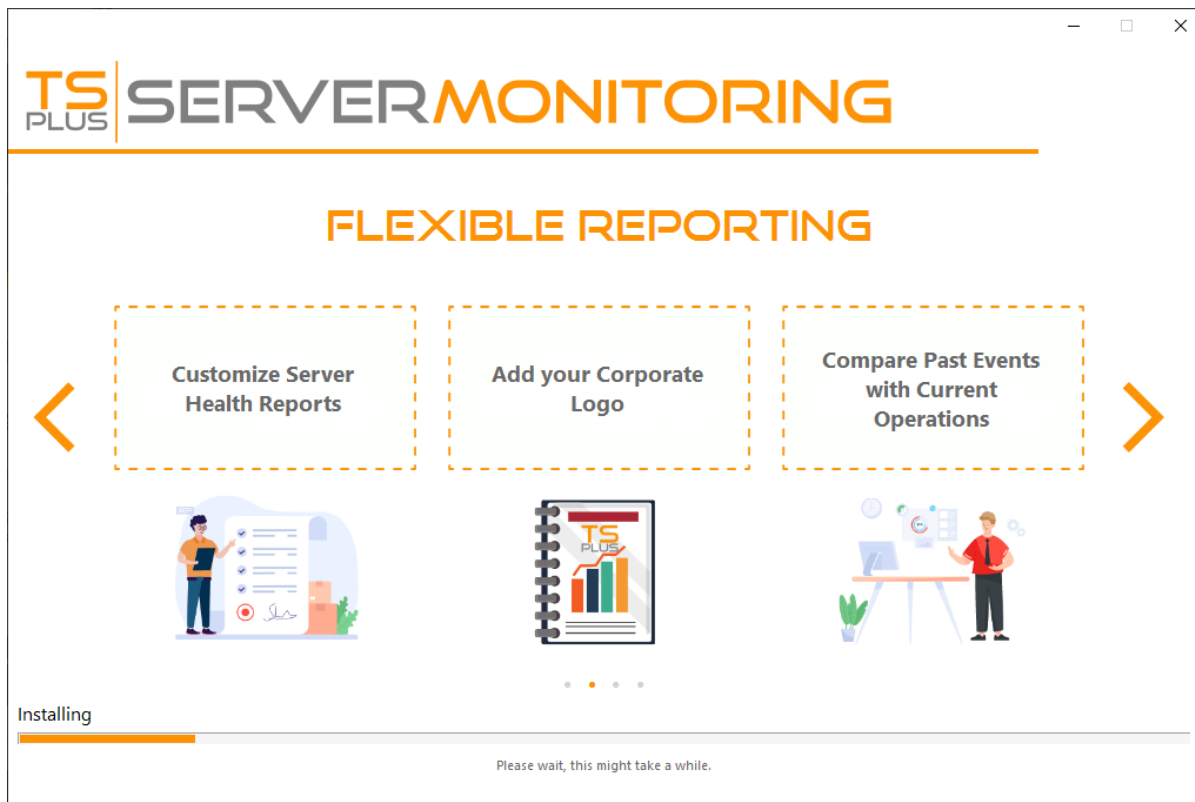 TS
PLUS
SERVERMONITORING
FLEXIBLE REPORTING
Customize Server
Health Reports
Add your Corporate
Logo
Compare Past Events
with Current
Operations
TS
PLUS
Installing
Please wait, this might take a while.